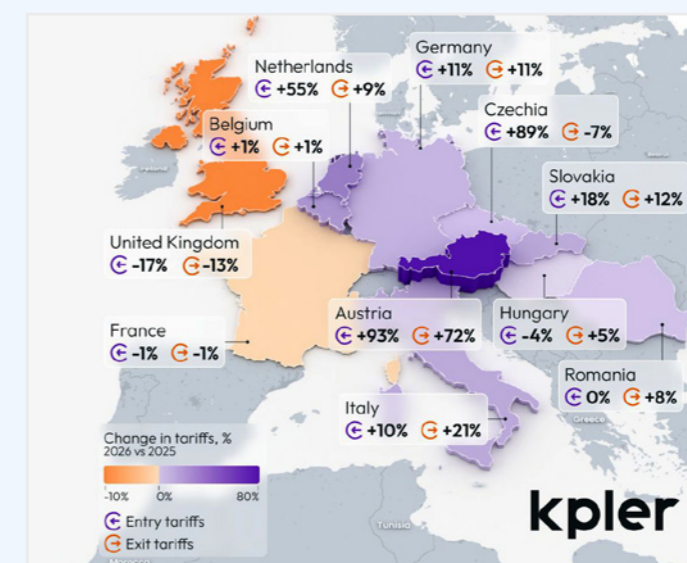 Germany
+11% +11%
Netherlands
+55% +9%
Czechia
+89% -7%
Belgium
+1% +1%
Slovakia
+18% +12%
United Kingdom
-17% -13%
Austria
+93% +72%
Hungary
-4% +5%
France
-1% -1%
Romania
0% +8%
Italy
+10% +21%
Greece
Change in tariffs, %
2026 vs 2025
-10% 0% 80%
Entry tariffs
Exit tariffs
kpler
Tunisia
Morocco